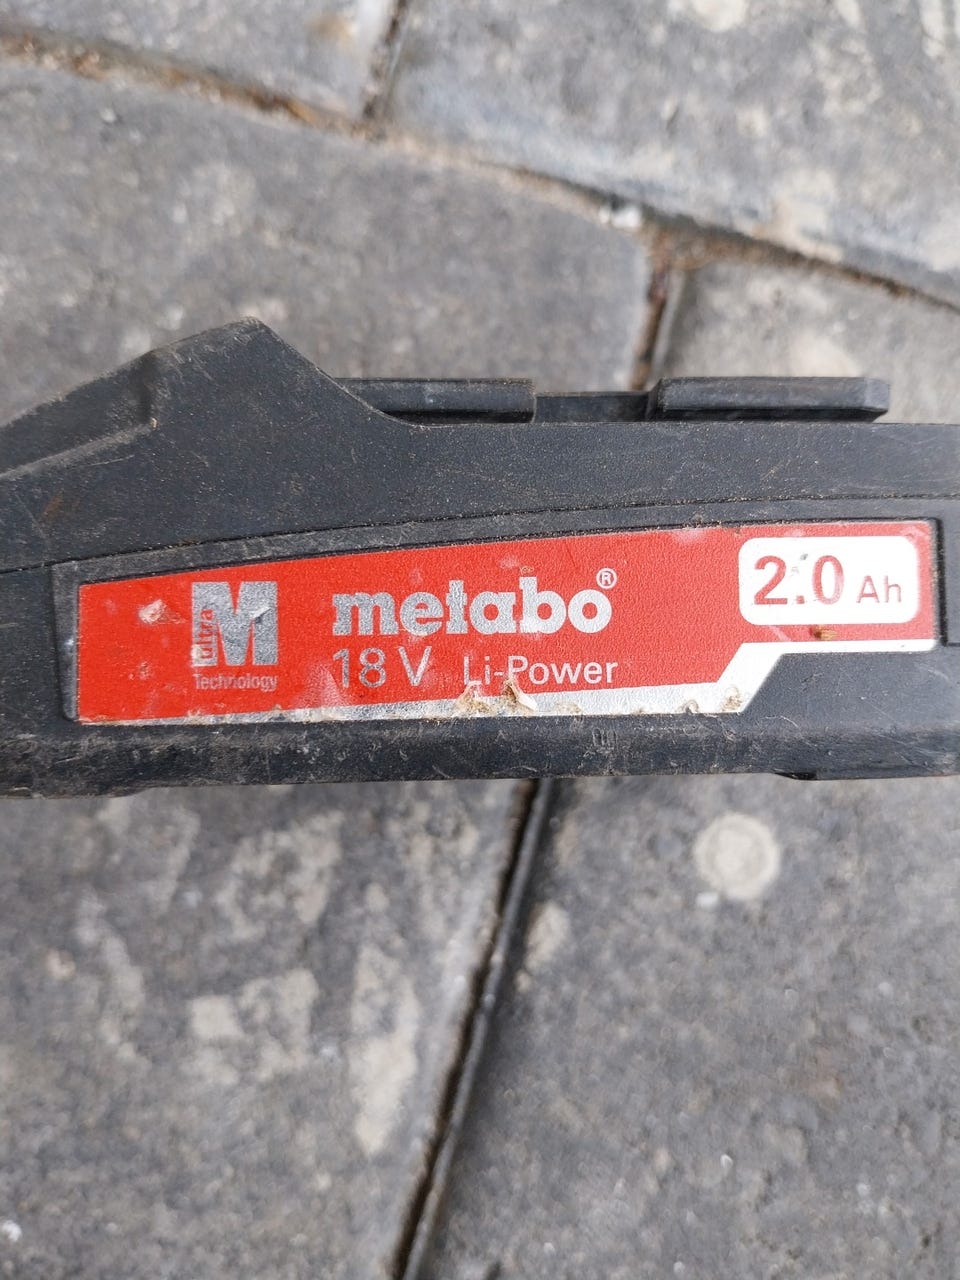 ultra M
Technology
metabo®
18 V Li-Power
2.0 Ah